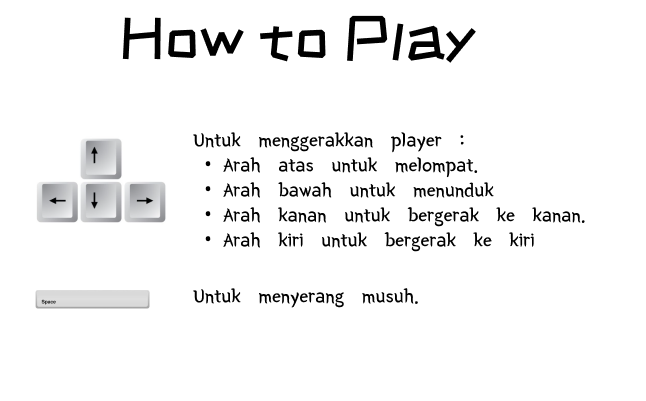 How to Play
Untuk menggerakkan player :
• Arah atas untuk melompat.
• Arah bawah untuk menunduk
• Arah kanan untuk bergerak ke kanan.
• Arah kiri untuk bergerak ke kiri
Space
Untuk menyerang musuh.